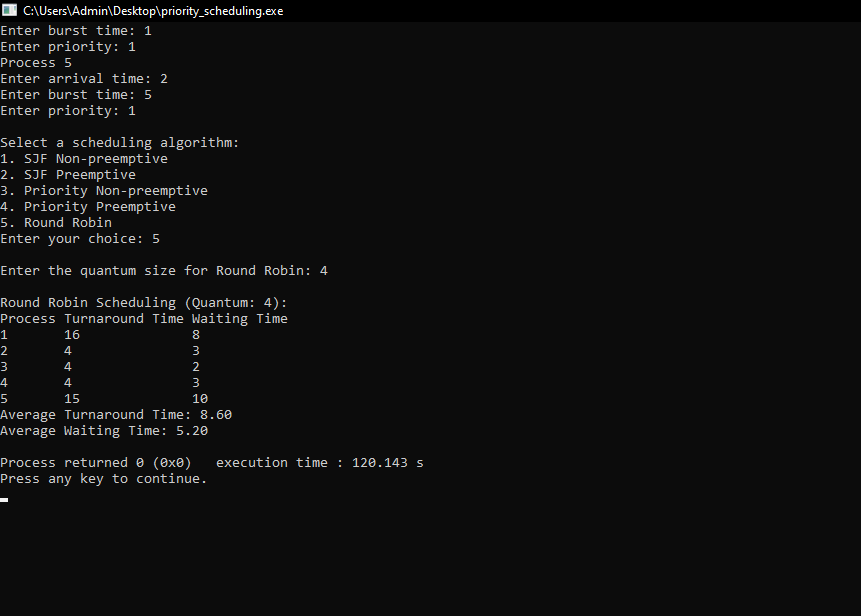 C:\Users\Admin\Desktop\priority_scheduling.exe
Enter burst time: 1
Enter priority: 1
Process 5
Enter arrival time: 2
Enter burst time: 5
Enter priority: 1
Select a scheduling algorithm:
1. SJF Non-preemptive
2. SJF Preemptive
3. Priority Non-preemptive
4. Priority Preemptive
5. Round Robin
Enter your choice: 5
Enter the quantum size for Round Robin: 4
Round Robin Scheduling (Quantum: 4):
Process Turnaround Time Waiting Time
1       16              8
2       4               3
3       4               2
4       4               3
5       15              10
Average Turnaround Time: 8.60
Average Waiting Time: 5.20
Process returned 0 (0x0)   execution time : 120.143 s
Press any key to continue.